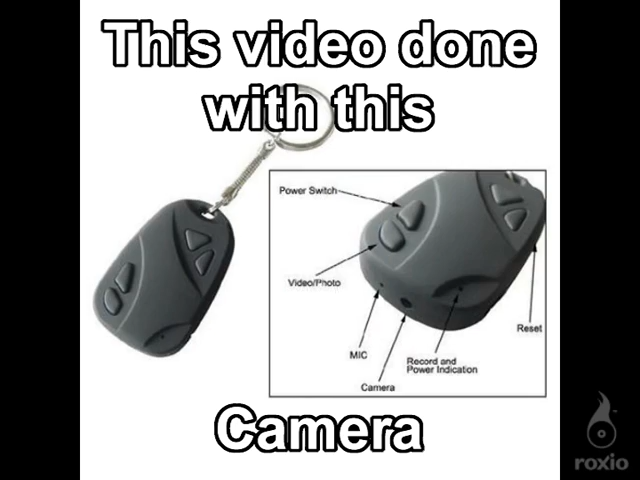 This video done
with this
Power Switch
Video/Photo
Reset
MIC
Record and
Power Indication
Camera
Camera
roxio